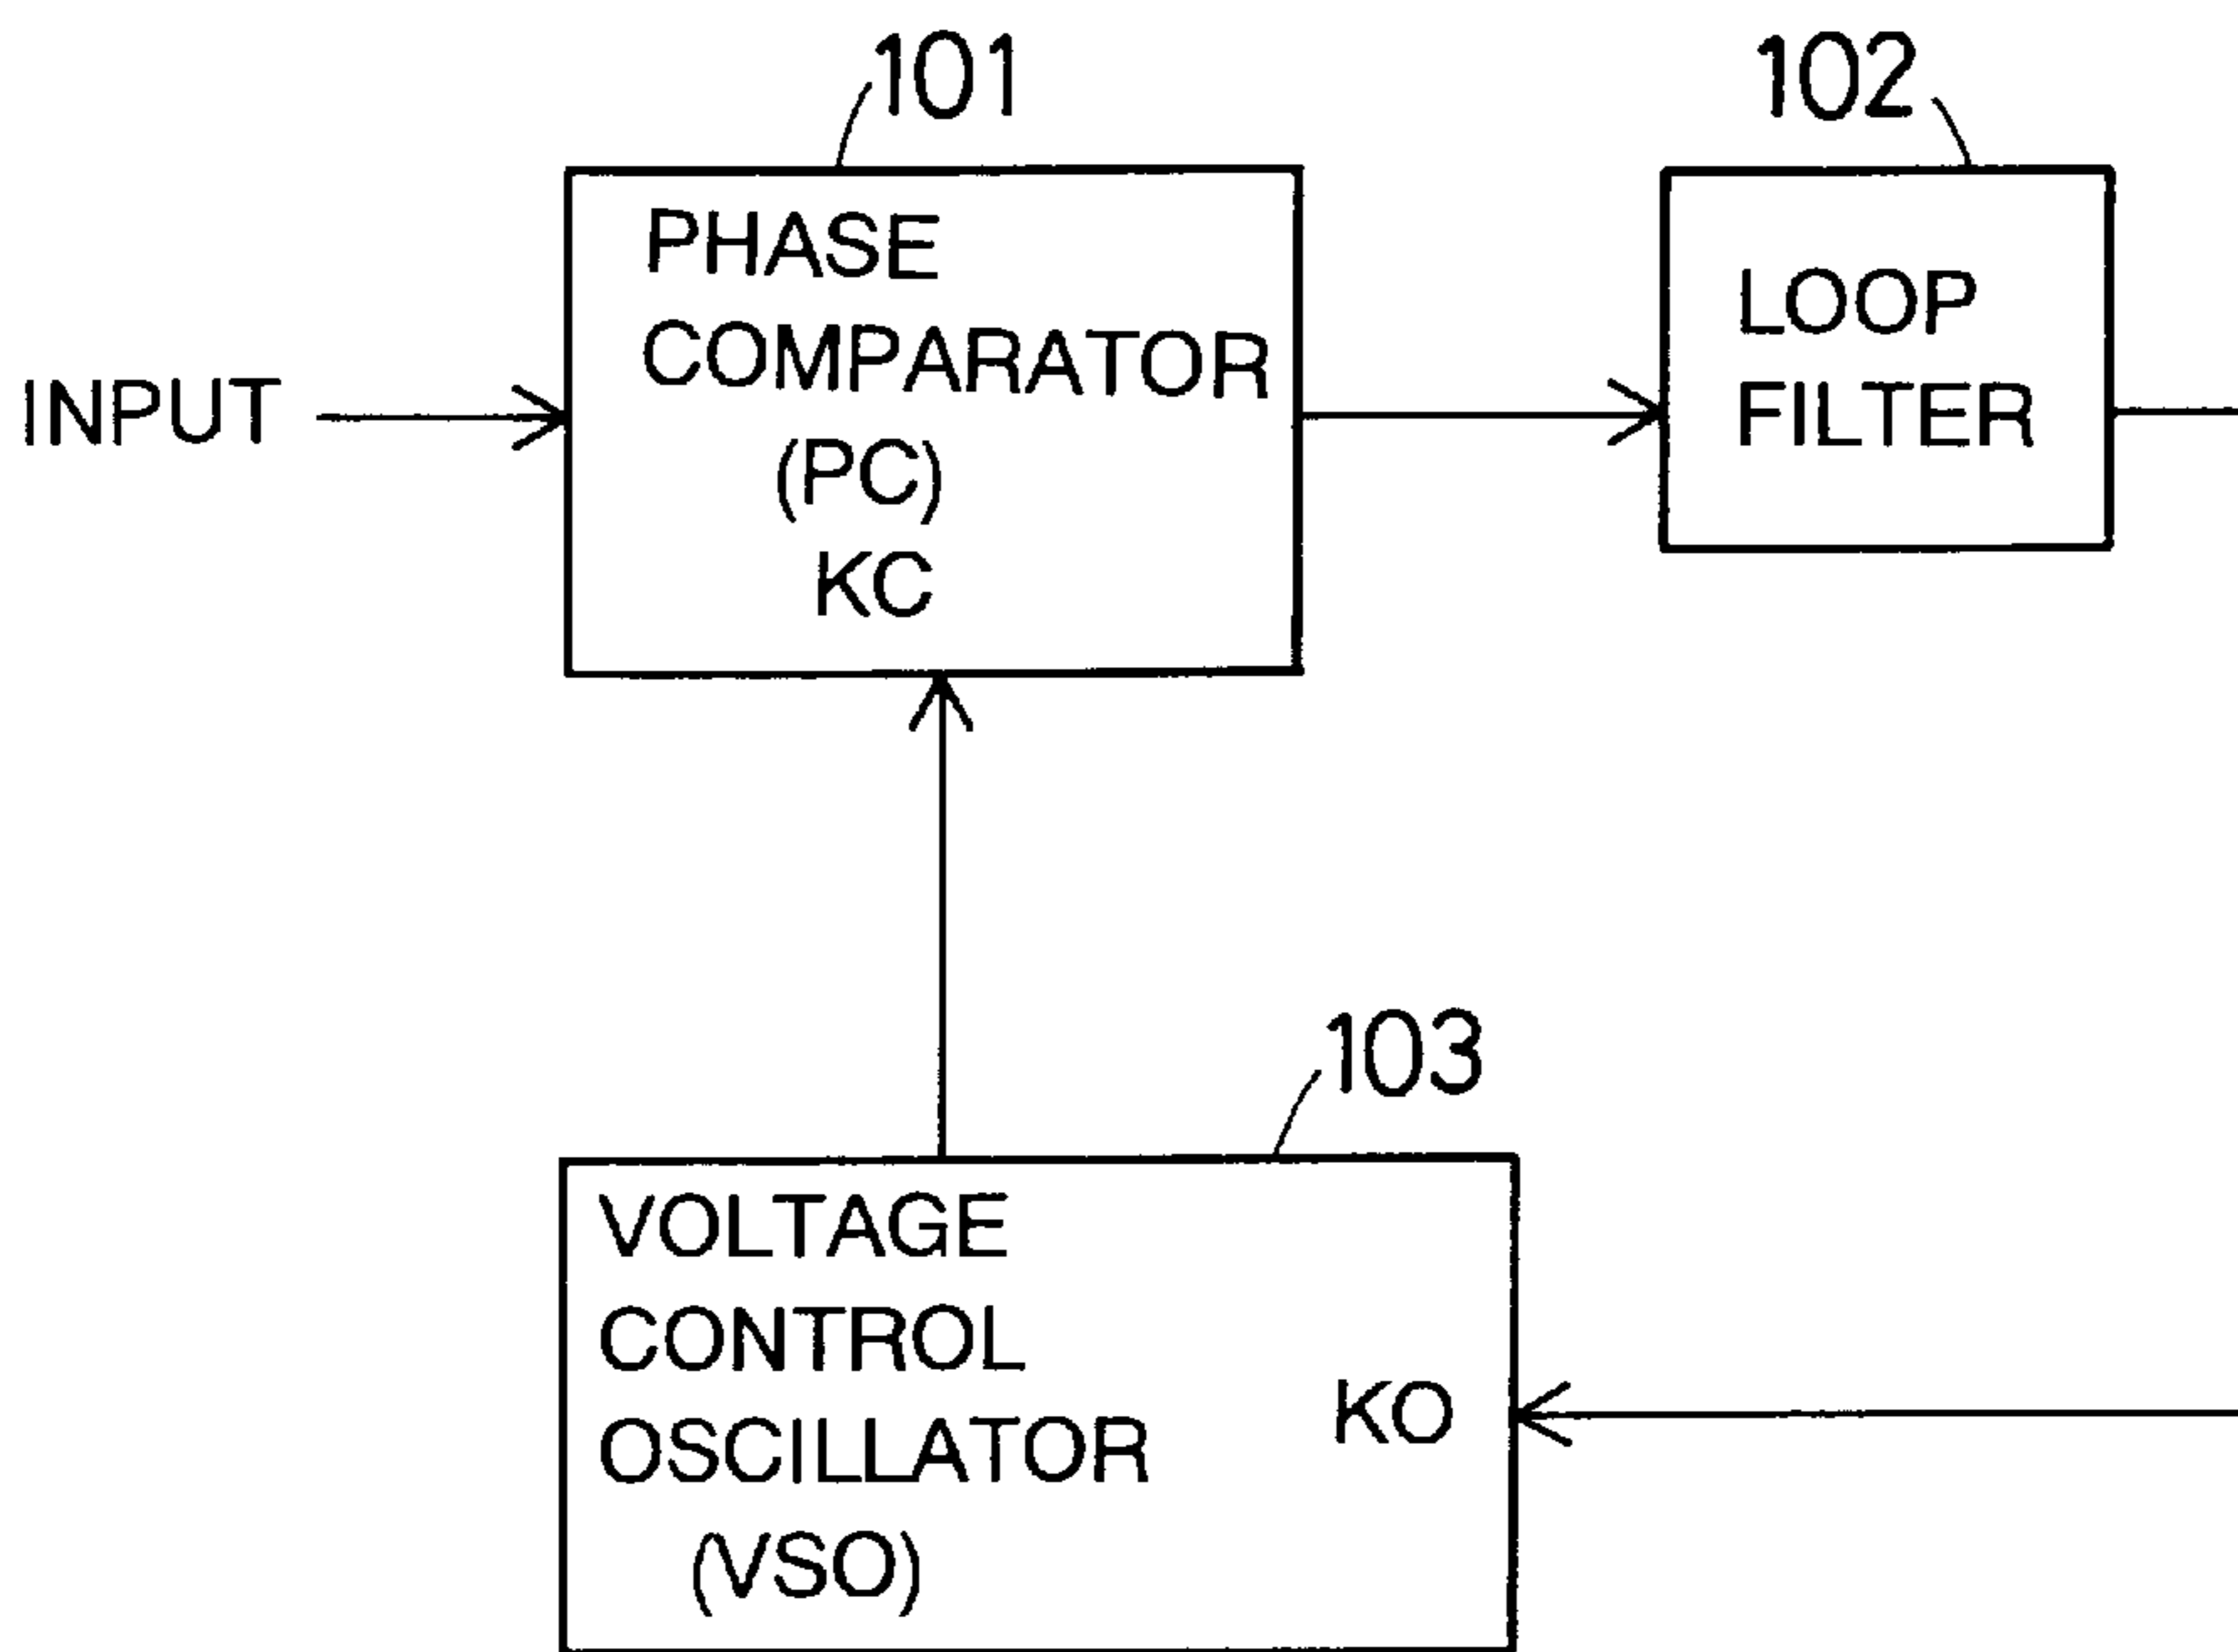 101
102
PHASE
COMPARATOR
(PC)
KC
LOOP
FILTER
INPUT
103
VOLTAGE
CONTROL
OSCILLATOR
(VSO)
KO